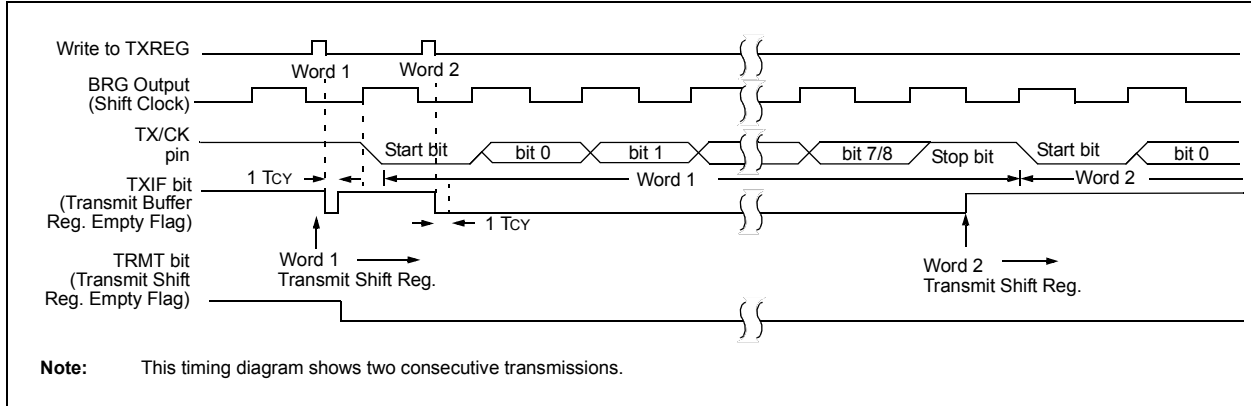 Write to TXREG
Word 1 Word 2
BRG Output
(Shift Clock)
TX/CK
pin
Start bit bit 0 bit 1 bit 7/8 Stop bit Start bit bit 0
1 TCY Word 1 Word 2
TXIF bit
(Transmit Buffer
Reg. Empty Flag)
1 TCY
Word 1
Transmit Shift Reg.
Word 2
Transmit Shift Reg.
TRMT bit
(Transmit Shift
Reg. Empty Flag)
Note: This timing diagram shows two consecutive transmissions.